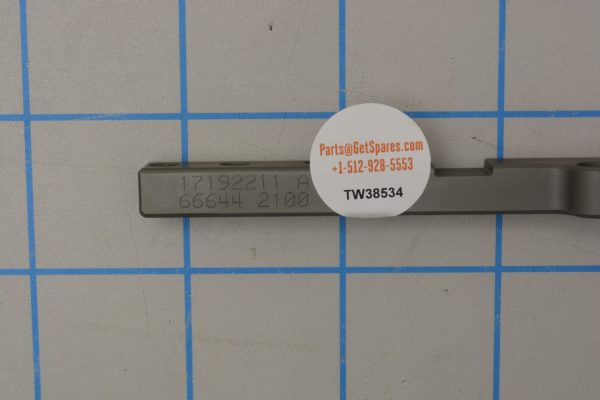 17192211 A
66644 2100
Parts@GetSpares.com
+1-512-928-5553
TW38534